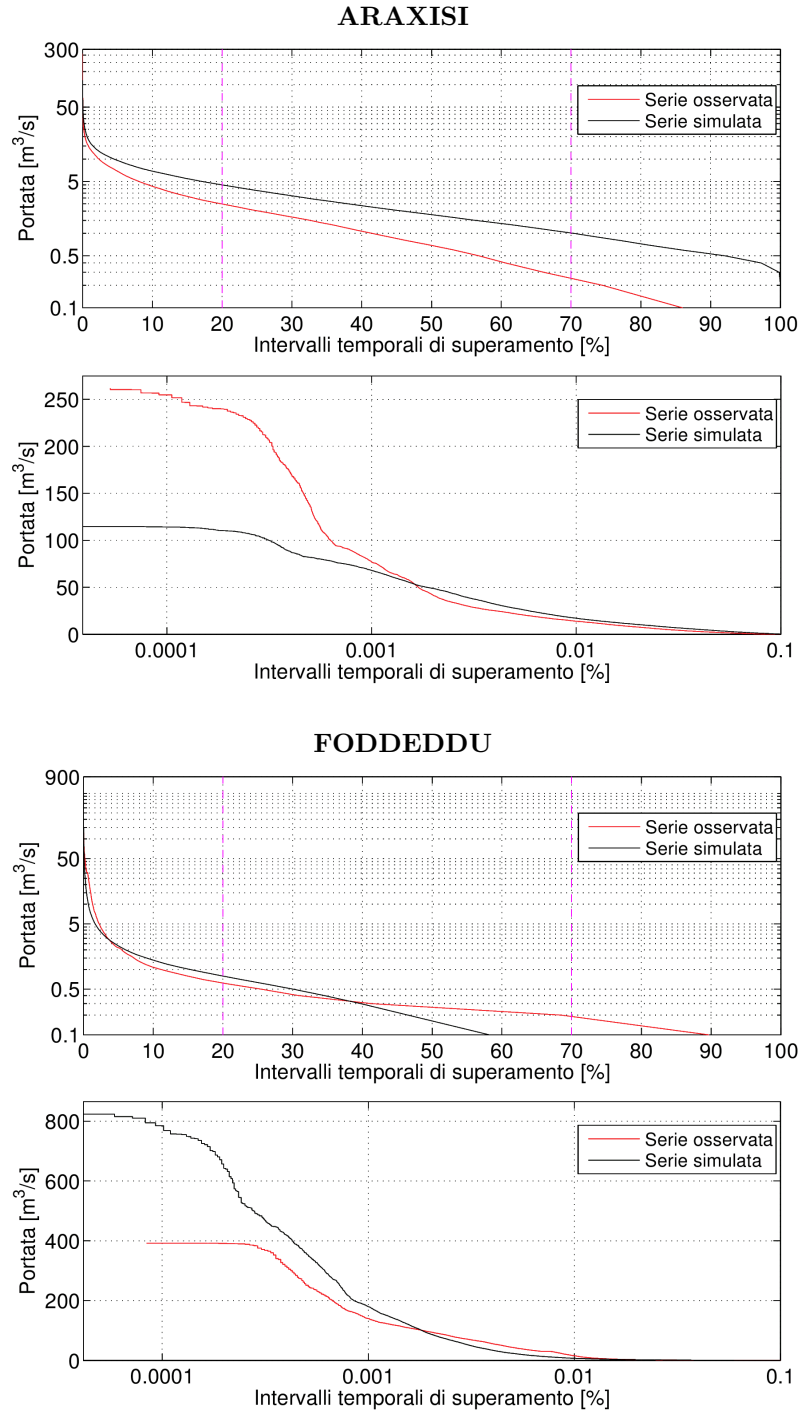 ARAXISI
300
50
5
0.5
0.1
Portata [m³/s]
Serie osservata
Serie simulata
0 10 20 30 40 50 60 70 80 90 100
Intervalli temporali di superamento [%]
250
200
150
100
50
0
Portata [m³/s]
Serie osservata
Serie simulata
0.0001 0.001 0.01 0.1
Intervalli temporali di superamento [%]
FODDEDDU
900
50
5
0.5
0.1
Portata [m³/s]
Serie osservata
Serie simulata
0 10 20 30 40 50 60 70 80 90 100
Intervalli temporali di superamento [%]
800
600
400
200
0
Portata [m³/s]
Serie osservata
Serie simulata
0.0001 0.001 0.01 0.1
Intervalli temporali di superamento [%]